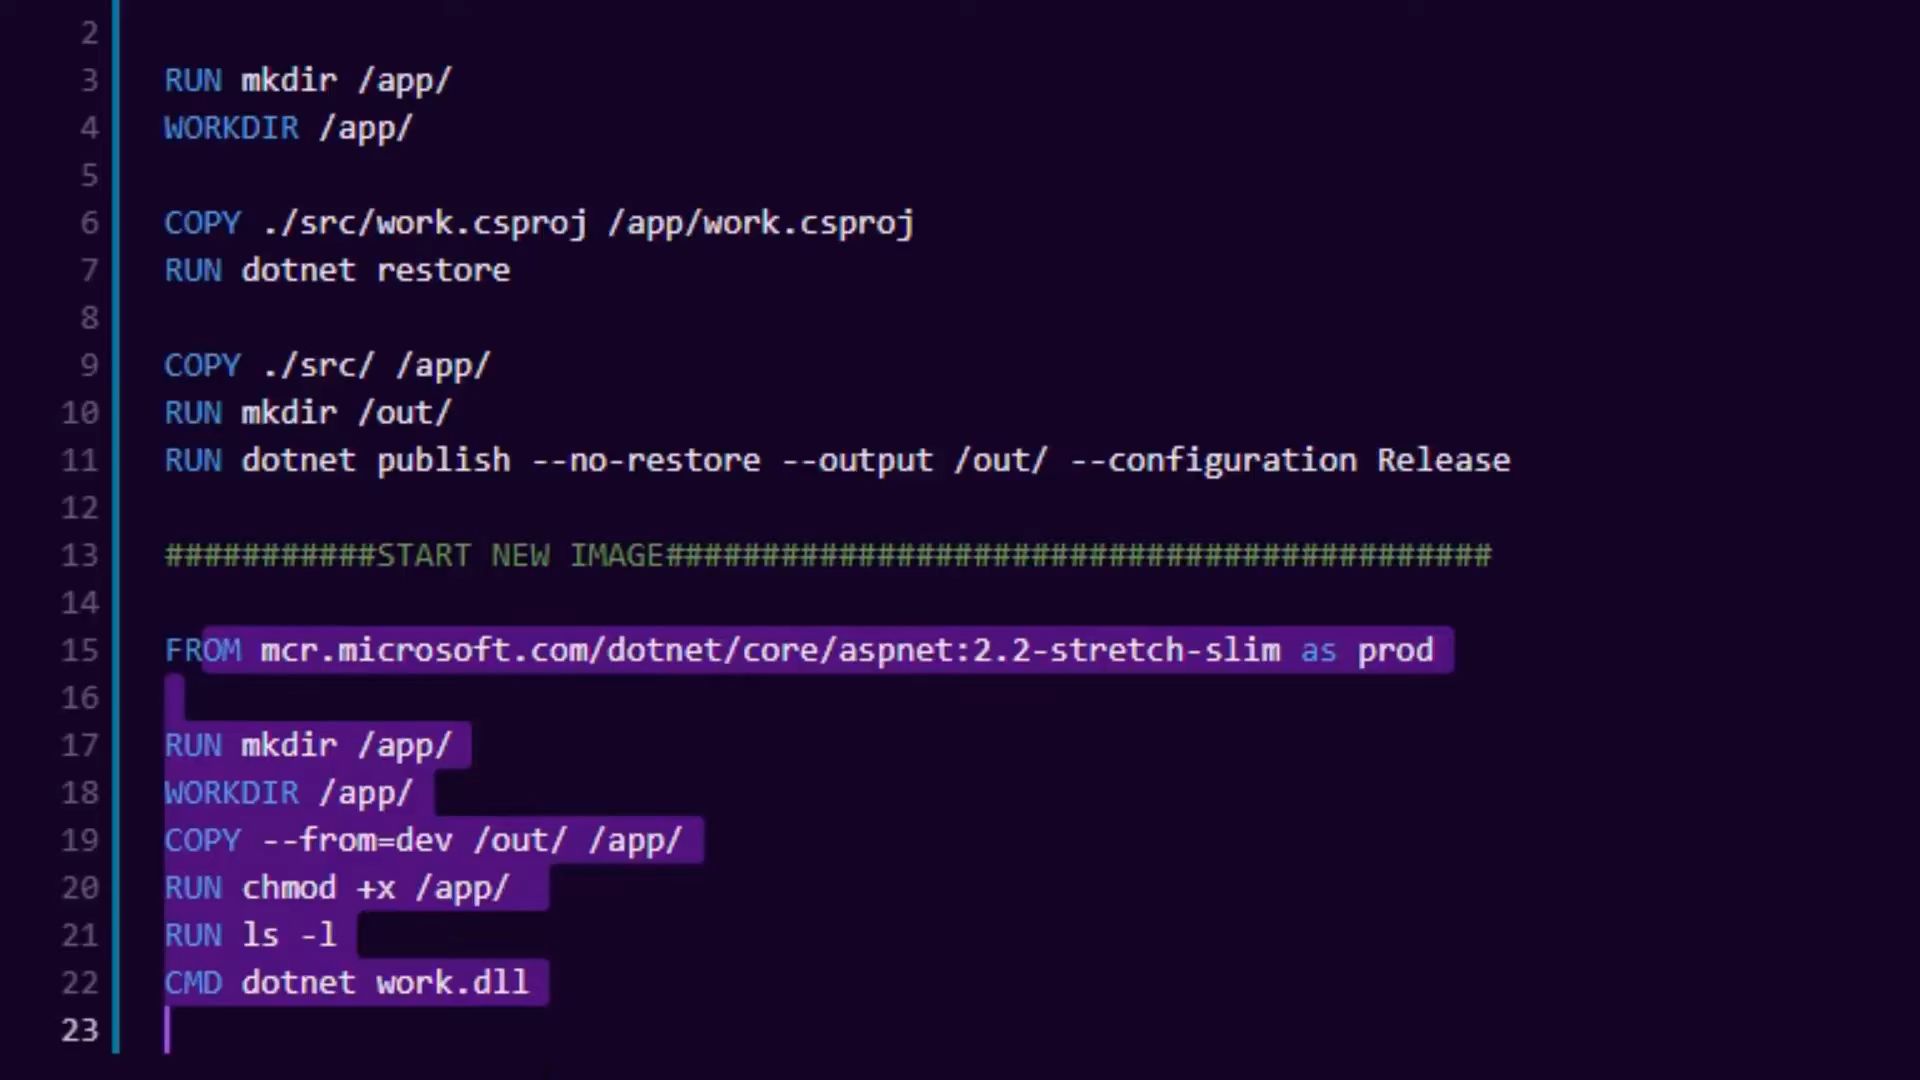 2
3 RUN mkdir /app/
4 WORKDIR /app/
5
6 COPY ./src/work.csproj /app/work.csproj
7 RUN dotnet restore
8
9 COPY ./src/ /app/
10 RUN mkdir /out/
11 RUN dotnet publish --no-restore --output /out/ --configuration Release
12
13 ###########START NEW IMAGE###########################################
14
15 FROM mcr.microsoft.com/dotnet/core/aspnet:2.2-stretch-slim as prod
16
17 RUN mkdir /app/
18 WORKDIR /app/
19 COPY --from=dev /out/ /app/
20 RUN chmod +x /app/
21 RUN ls -l
22 CMD dotnet work.dll
23